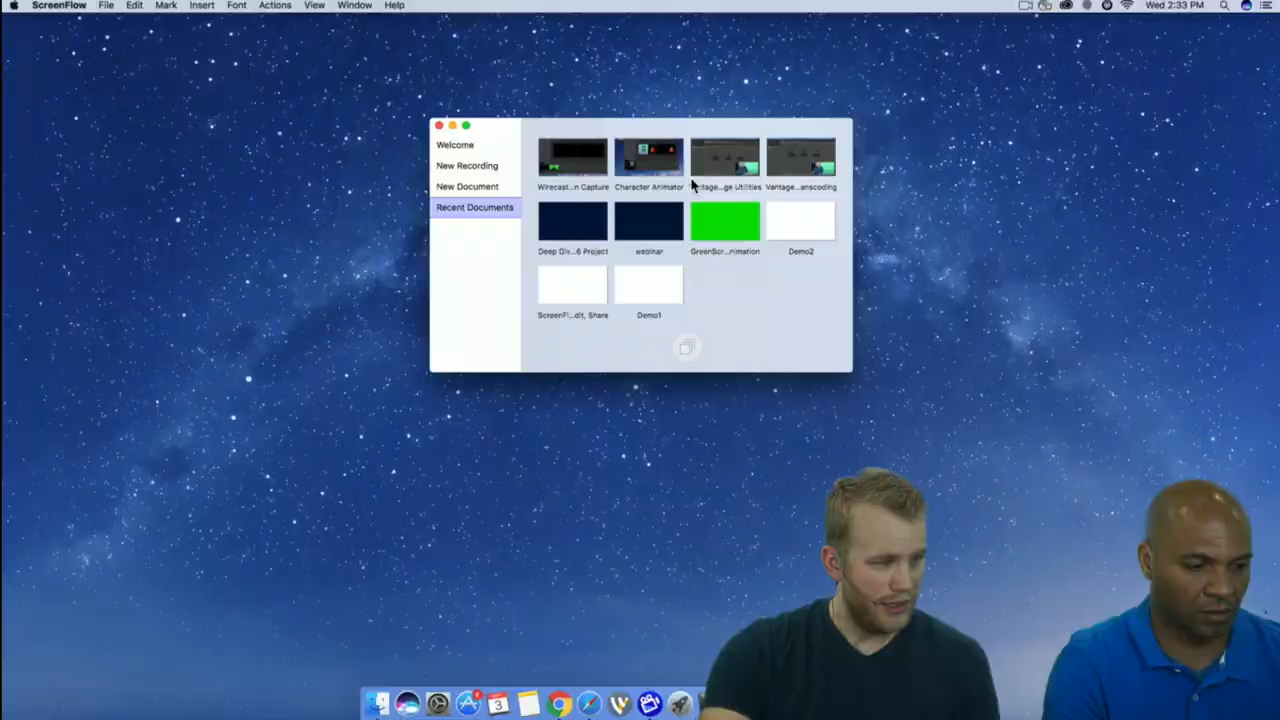 ScreenFlow File Edit Mark Insert Font Actions View Window Help Wed 2:33 PM
Welcome
New Recording
New Document
Recent Documents
Wirecast...n Capture Character Animator ...ge Utilities Vantage...anscoding
Deep Div...6 Project webinar GreenScr...nimation Demo2
ScreenFl...dit, Share Demo1
3